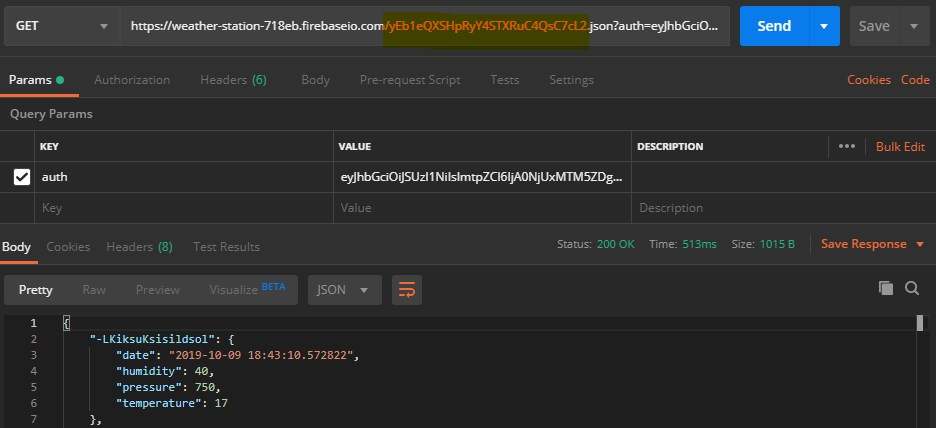 GET https://weather-station-718eb.firebaseio.com/yEb1eQXSHpRyY4STXRuC4QsC7cL2.json?auth=eyJhbGciO... Send Save
Params Authorization Headers (6) Body Pre-request Script Tests Settings Cookies Code
Query Params
KEY VALUE DESCRIPTION ••• Bulk Edit
auth eyJhbGciOiJSUzI1NiIsImtpZCI6IjA0NjUxMTM5ZDg...
Key Value Description
Body Cookies Headers (8) Test Results Status: 200 OK Time: 513ms Size: 1015 B Save Response
Pretty Raw Preview Visualize BETA JSON
1 {
2 "-LKiksuKsisildsol": {
3 "date": "2019-10-09 18:43:10.572822",
4 "humidity": 40,
5 "pressure": 750,
6 "temperature": 17
7 },